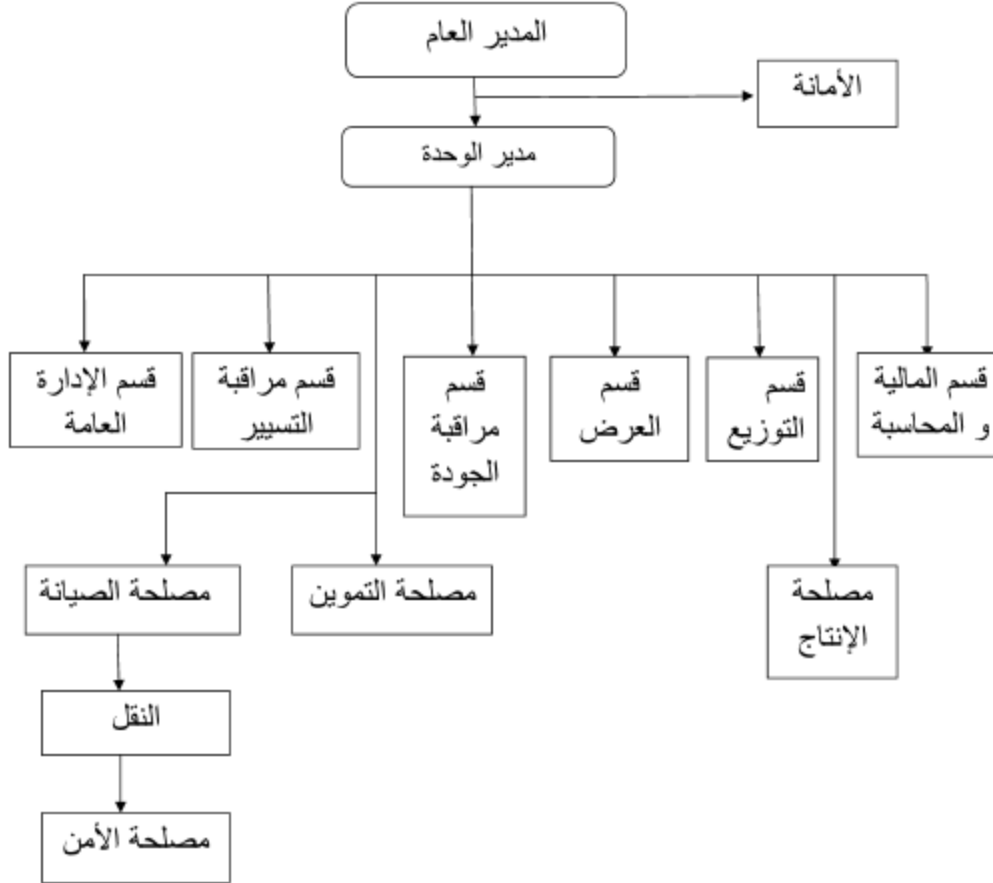 المدير العام
الأمانة
مدير الوحدة
قسم المالية
و المحاسبة
قسم
التوزيع
قسم
العرض
قسم
مراقبة
الجودة
قسم مراقبة
التسيير
قسم الإدارة
العامة
مصلحة
الإنتاج
مصلحة التموين
مصلحة الصيانة
النقل
مصلحة الأمن